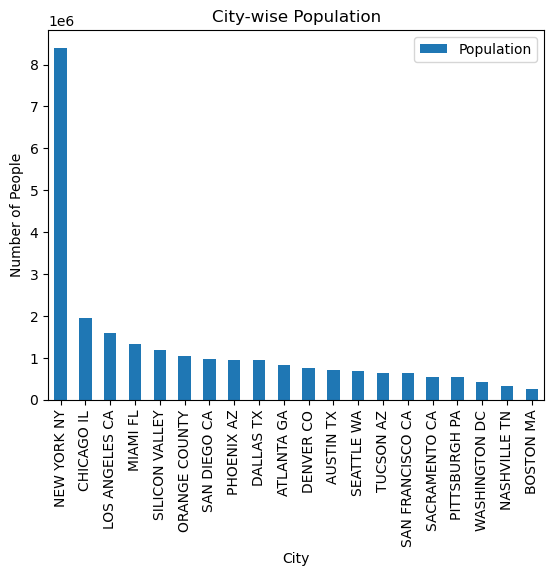 City-wise Population
1e6
Population
8
7
6
5
4
3
2
1
0
Number of People
NEW YORK NY
CHICAGO IL
LOS ANGELES CA
MIAMI FL
SILICON VALLEY
ORANGE COUNTY
SAN DIEGO CA
PHOENIX AZ
DALLAS TX
ATLANTA GA
DENVER CO
AUSTIN TX
SEATTLE WA
TUCSON AZ
SAN FRANCISCO CA
SACRAMENTO CA
PITTSBURGH PA
WASHINGTON DC
NASHVILLE TN
BOSTON MA
City